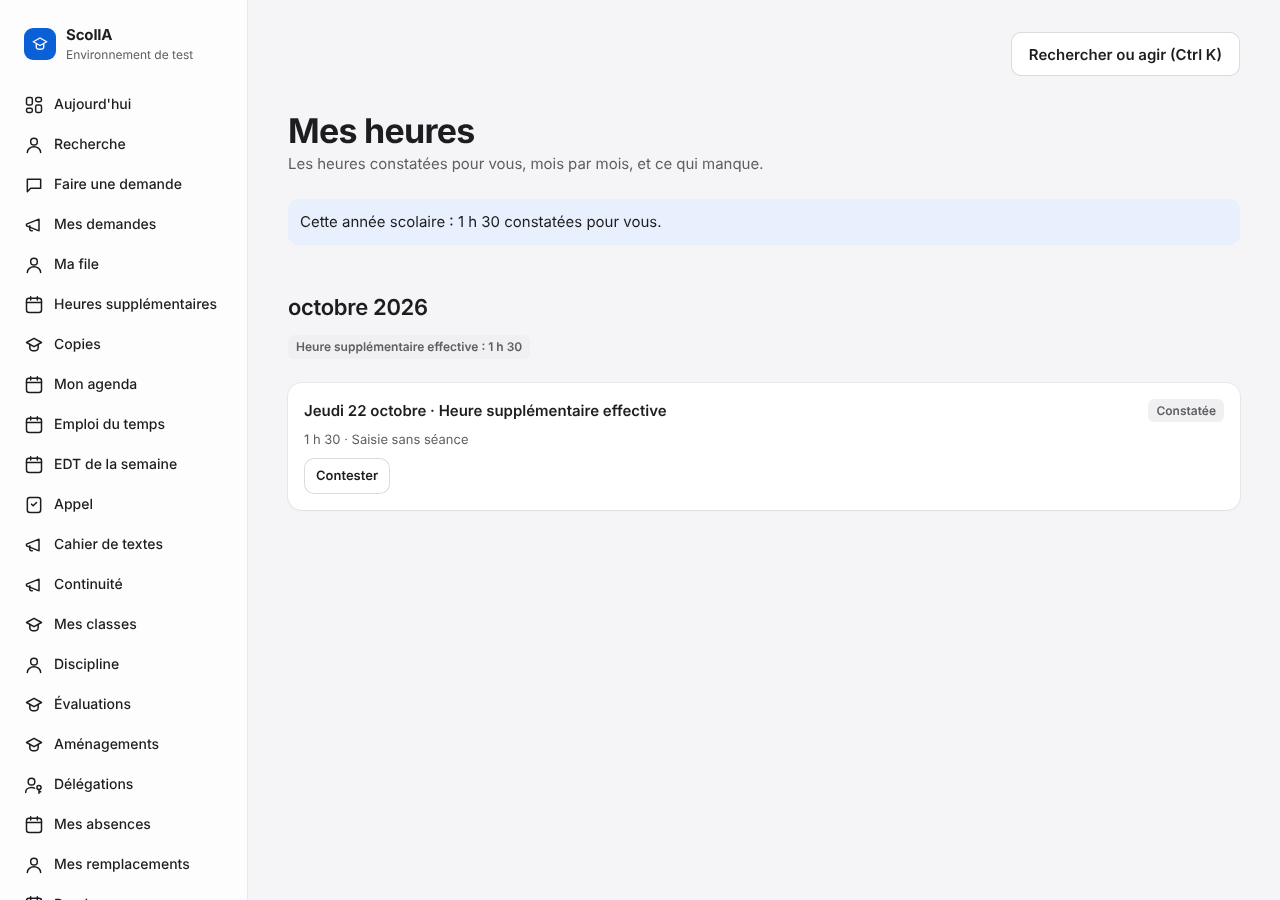 ScolIA
Environnement de test
Aujourd'hui
Recherche
Faire une demande
Mes demandes
Ma file
Heures supplémentaires
Copies
Mon agenda
Emploi du temps
EDT de la semaine
Appel
Cahier de textes
Continuité
Mes classes
Discipline
Évaluations
Aménagements
Délégations
Mes absences
Mes remplacements
Rechercher ou agir (Ctrl K)
Mes heures
Les heures constatées pour vous, mois par mois, et ce qui manque.
Cette année scolaire : 1 h 30 constatées pour vous.
octobre 2026
Heure supplémentaire effective : 1 h 30
Jeudi 22 octobre · Heure supplémentaire effective
Constatée
1 h 30 · Saisie sans séance
Contester